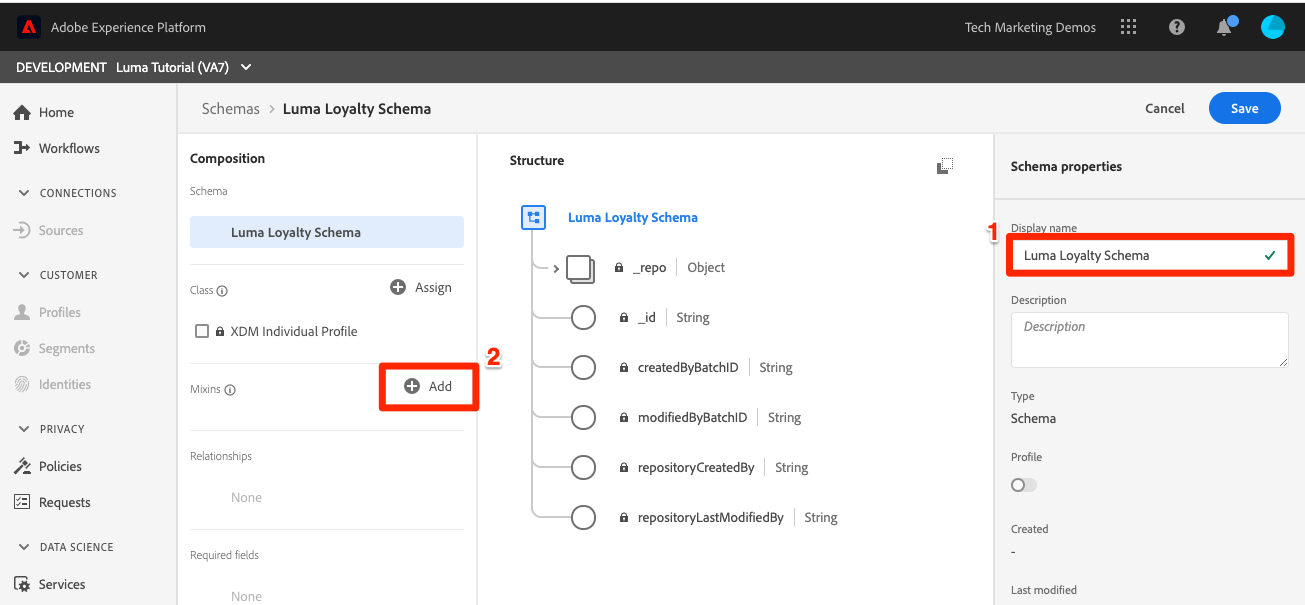 Adobe Experience Platform
Tech Marketing Demos
DEVELOPMENT Luma Tutorial (VA7)
Home
Workflows
CONNECTIONS
Sources
CUSTOMER
Profiles
Segments
Identities
PRIVACY
Policies
Requests
DATA SCIENCE
Services
Schemas > Luma Loyalty Schema
Cancel
Save
Composition
Schema
Luma Loyalty Schema
Class
Assign
XDM Individual Profile
Mixins
Add
2
Relationships
None
Required fields
None
Structure
Luma Loyalty Schema
_repo Object
_id String
createdByBatchID String
modifiedByBatchID String
repositoryCreatedBy String
repositoryLastModifiedBy String
Schema properties
Display name
1
Luma Loyalty Schema
Description
Description
Type
Schema
Profile
Created
-
Last modified